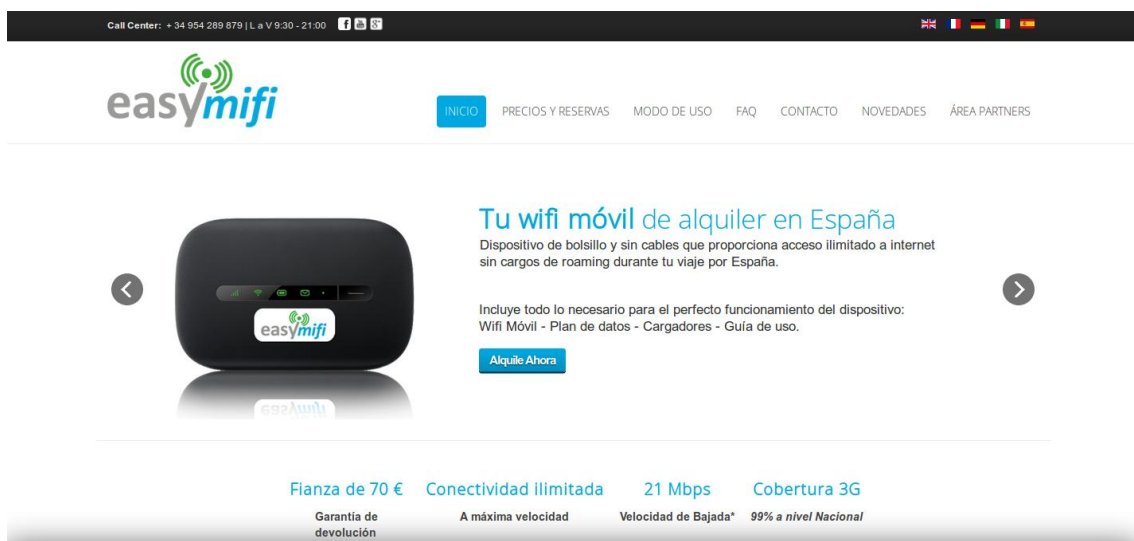 Call Center: + 34 954 289 879 | L a V 9:30 - 21:00
easymifi
INICIO PRECIOS Y RESERVAS MODO DE USO FAQ CONTACTO NOVEDADES ÁREA PARTNERS
Tu wifi móvil de alquiler en España
Dispositivo de bolsillo y sin cables que proporciona acceso ilimitado a internet
sin cargos de roaming durante tu viaje por España.
Incluye todo lo necesario para el perfecto funcionamiento del dispositivo:
Wifi Móvil - Plan de datos - Cargadores - Guía de uso.
easymifi
Alquile Ahora
Fianza de 70 € Conectividad ilimitada 21 Mbps Cobertura 3G
Garantía de A máxima velocidad Velocidad de Bajada* 99% a nivel Nacional
devolución